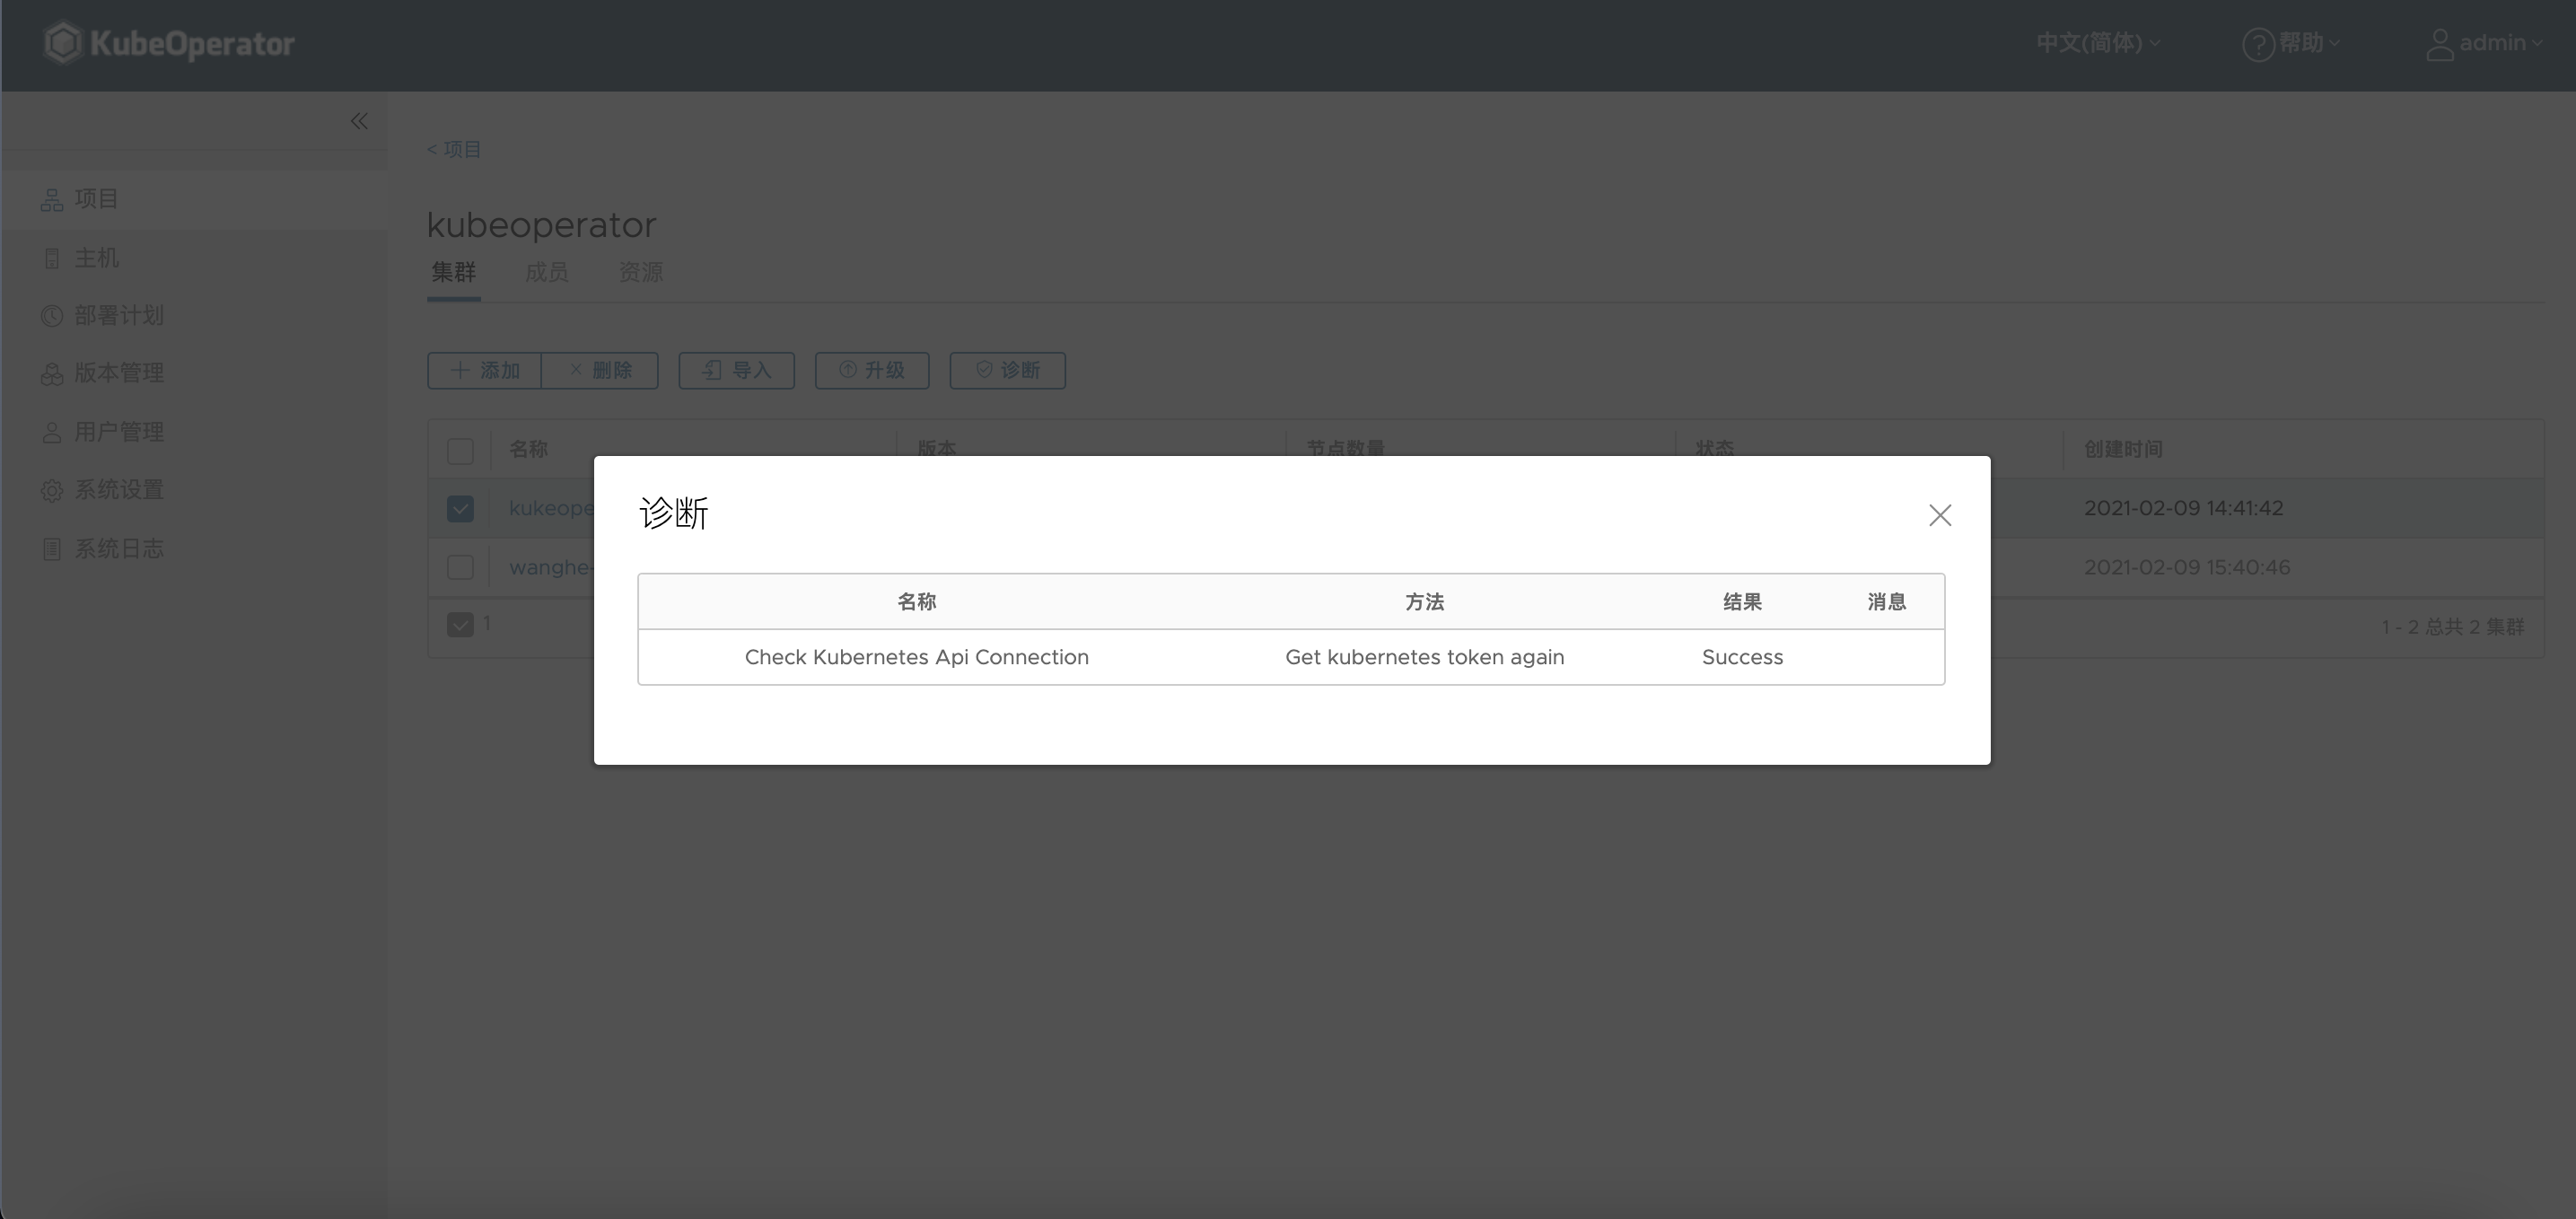 KubeOperator
中文(简体)
帮助
admin
项目
主机
部署计划
版本管理
用户管理
系统设置
系统日志
< 项目
kubeoperator
集群 成员 资源
添加 删除 导入 升级 诊断
名称 版本 节点数量 状态 创建时间
kukeope 2021-02-09 14:41:42
wanghe- 2021-02-09 15:40:46
1 1 - 2 总共 2 集群
诊断
名称 方法 结果 消息
Check Kubernetes Api Connection Get kubernetes token again Success